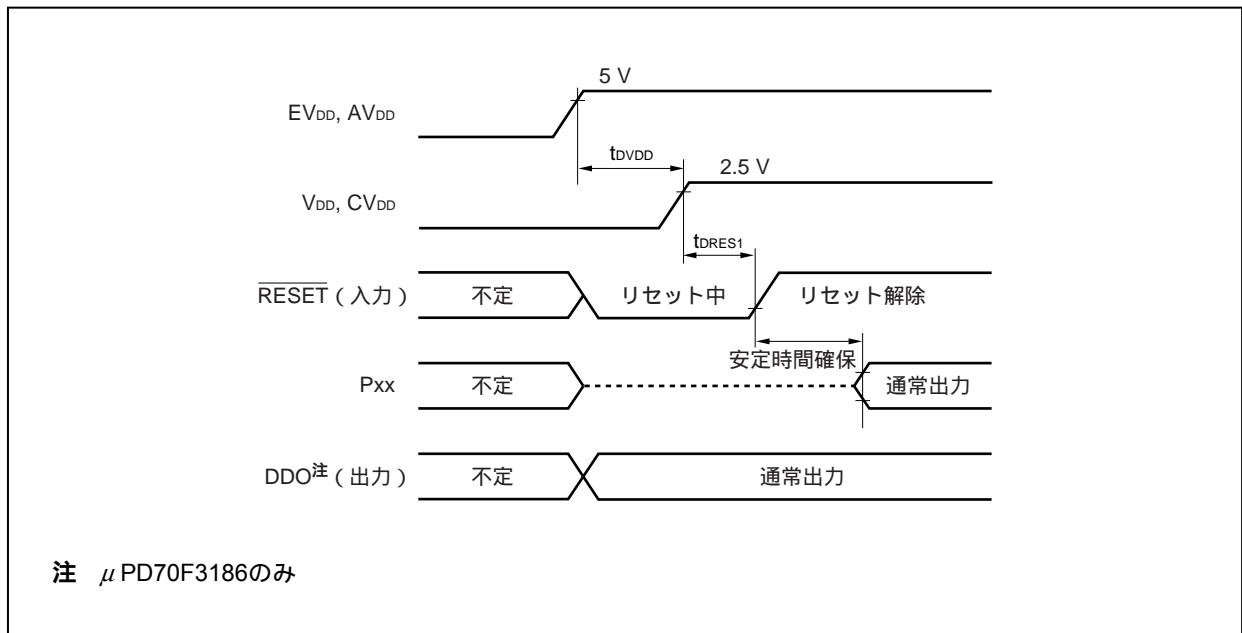 5 V
EVDD, AVDD
tDVDD
2.5 V
VDD, CVDD
tDRES1
RESET（入力） 不定 リセット中 リセット解除
安定時間確保
Pxx 不定 通常出力
DDO注（出力） 不定 通常出力
注 μPD70F3186のみ